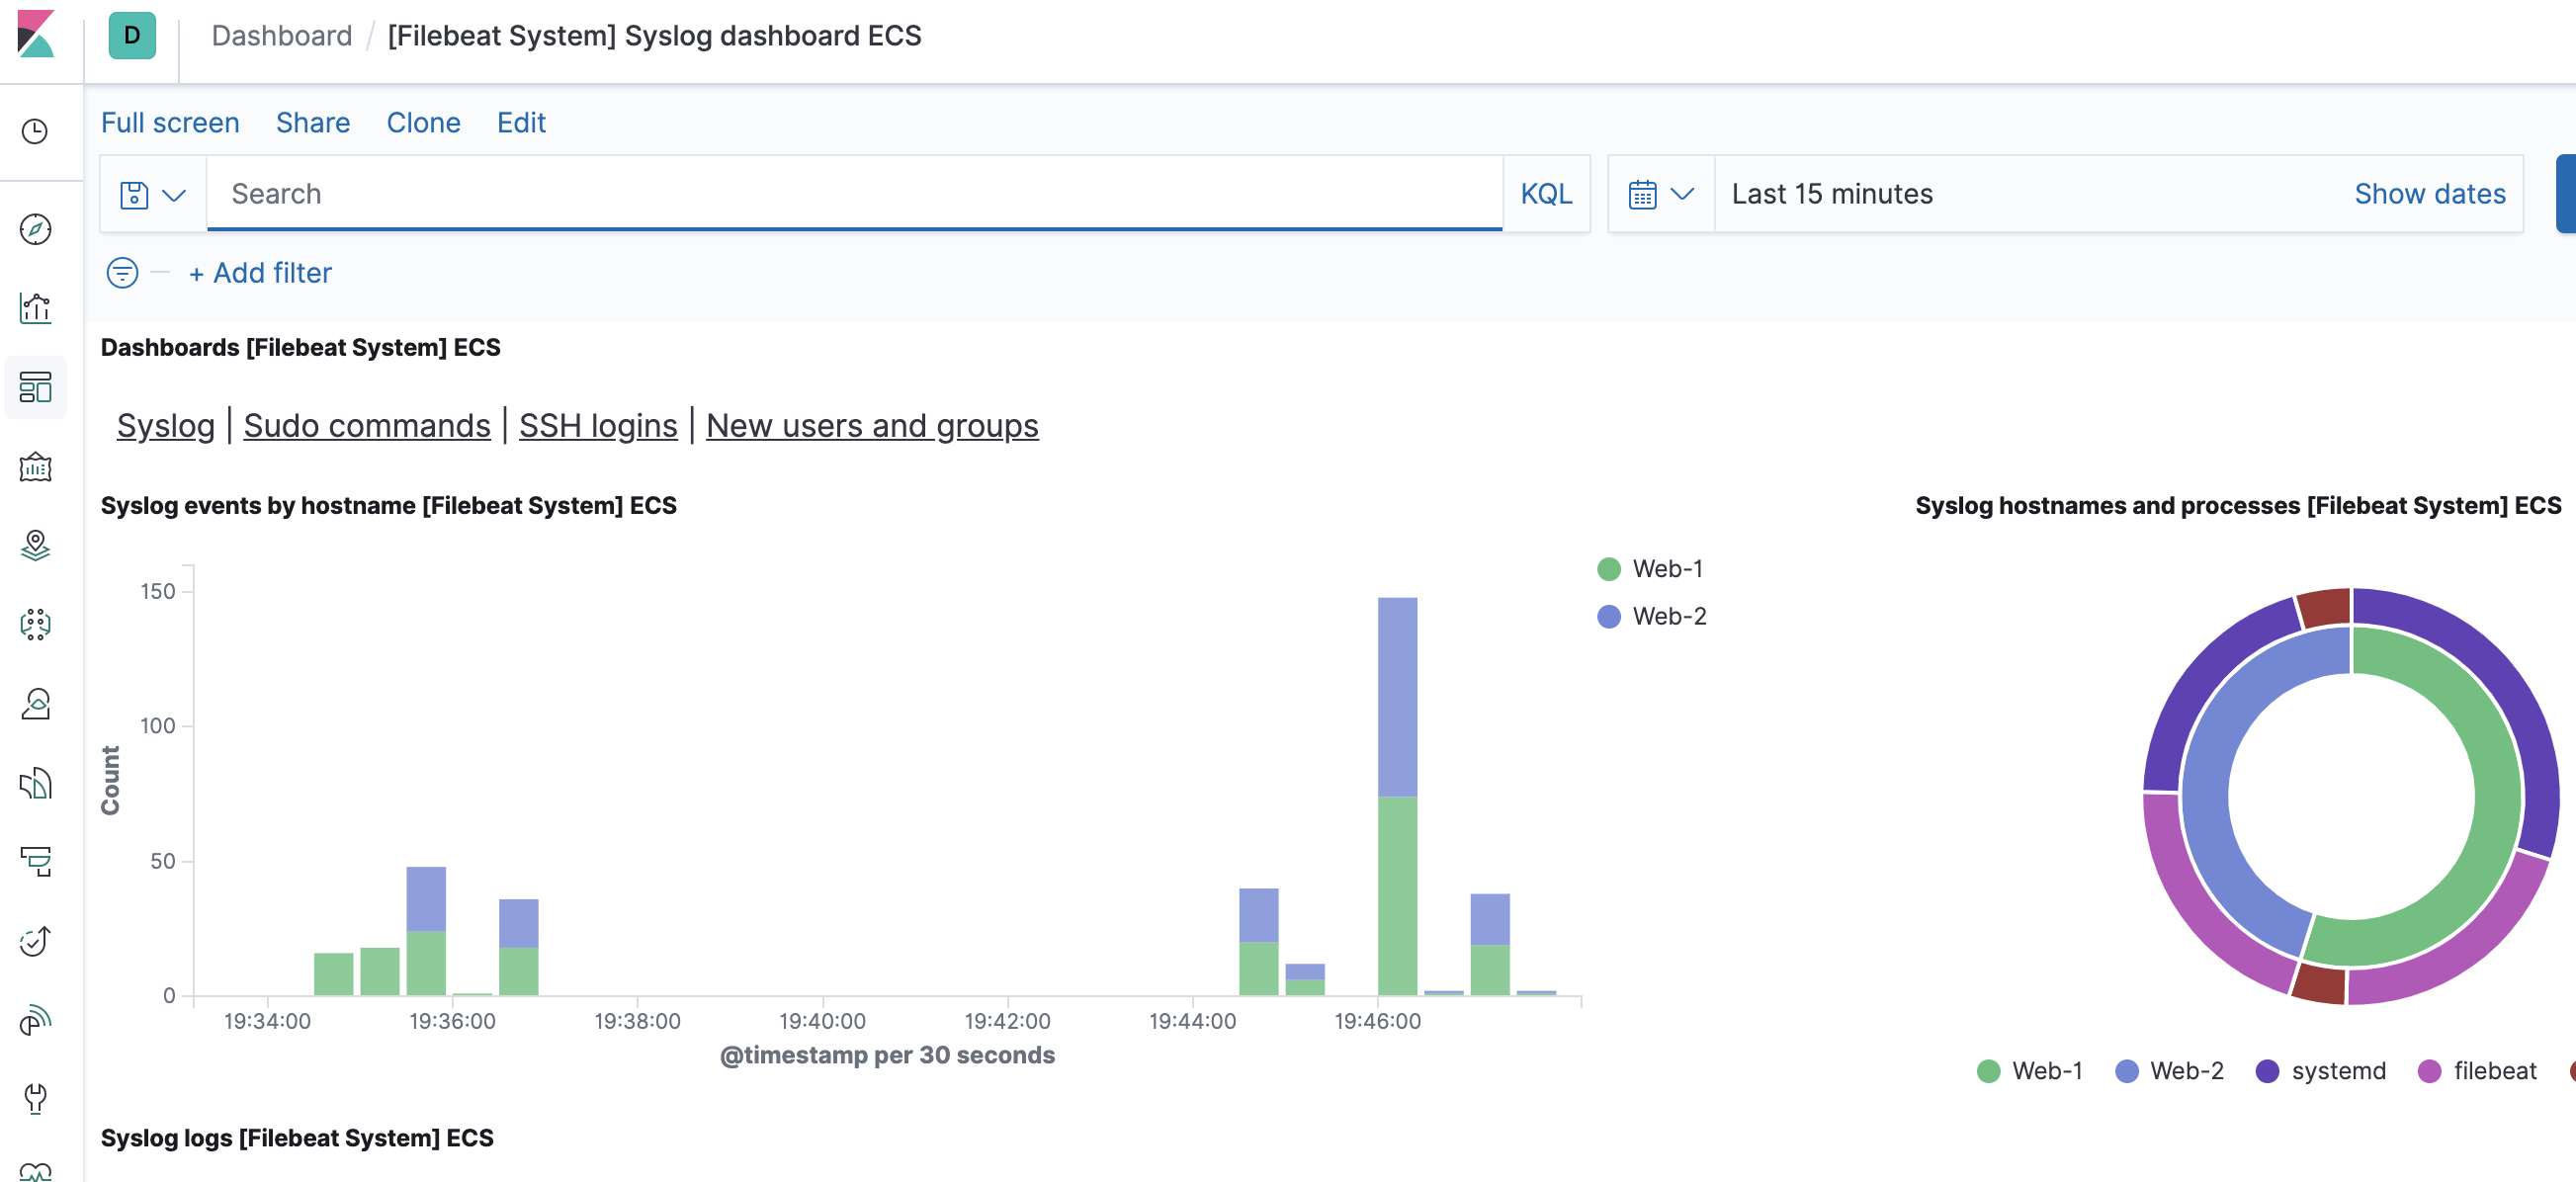 D
Dashboard / [Filebeat System] Syslog dashboard ECS
Full screen Share Clone Edit
Search KQL Last 15 minutes Show dates
+ Add filter
Dashboards [Filebeat System] ECS
Syslog | Sudo commands | SSH logins | New users and groups
Syslog events by hostname [Filebeat System] ECS
Web-1
Web-2
150
100
50
0
Count
19:34:00 19:36:00 19:38:00 19:40:00 19:42:00 19:44:00 19:46:00
@timestamp per 30 seconds
Syslog hostnames and processes [Filebeat System] ECS
Web-1 Web-2 systemd filebeat
Syslog logs [Filebeat System] ECS